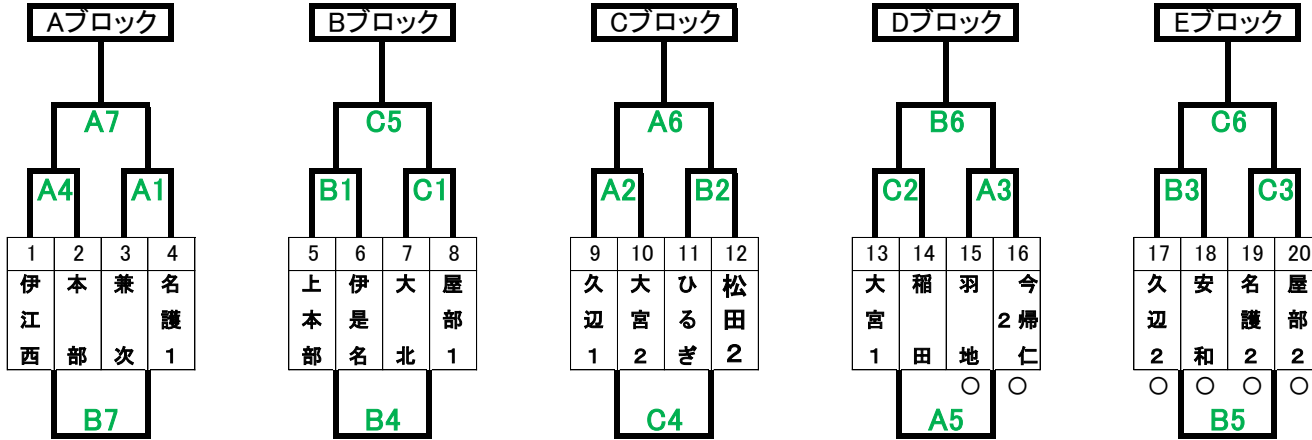 Aブロック Bブロック Cブロック Dブロック Eブロック
A7 C5 A6 B6 C6
A4 A1 B1 C1 A2 B2 C2 A3 B3 C3
1 2 3 4 5 6 7 8 9 10 11 12 13 14 15 16 17 18 19 20
伊江西 本部 兼次 名護1 上本部 伊是名 大北 屋部1 久辺1 大宮2 ひるぎ 松田2 大宮1 稲田 羽地 今帰仁2 久辺2 安和 名護2 屋部2
○ ○ ○ ○ ○ ○
B7 B4 C4 A5 B5